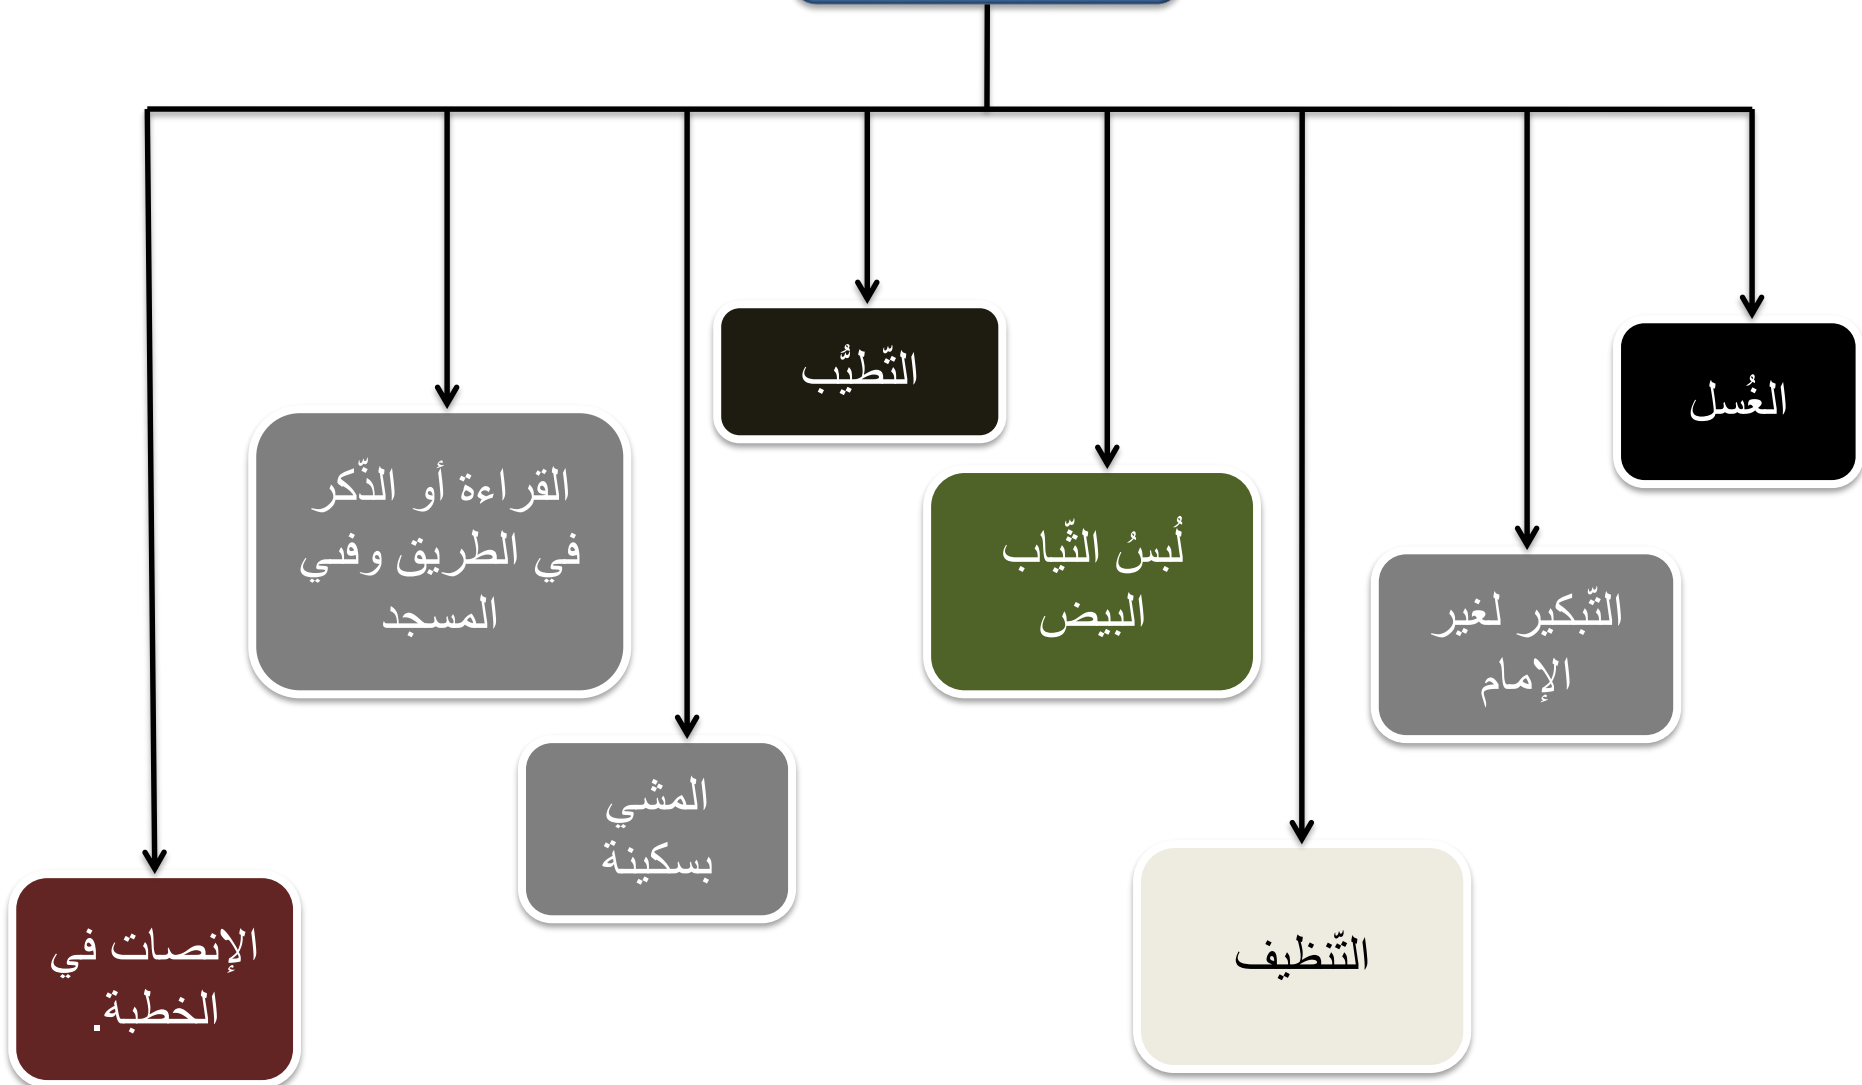 الغُسل
التّبكير لغير
الإمام
التّنظيف
لُبسُ الثّياب
البيض
التّطيُّب
المشي
بسكينة
القراءة أو الذّكر
في الطريق وفي
المسجد
الإنصات في
الخطبة.